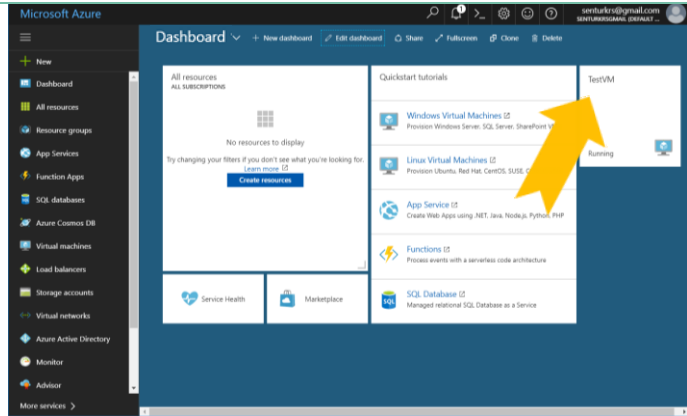 Microsoft Azure
senturkrs@gmail.com
SENTURKRSGMAIL (DEFAULT ...
Dashboard
+ New dashboard
Edit dashboard
Share
Fullscreen
Clone
Delete
New
Dashboard
All resources
Resource groups
App Services
Function Apps
SQL databases
Azure Cosmos DB
Virtual machines
Load balancers
Storage accounts
Virtual networks
Azure Active Directory
Monitor
Advisor
More services >
All resources
ALL SUBSCRIPTIONS
No resources to display
Try changing your filters if you don't see what you're looking for.
Learn more
Create resources
Service Health
Marketplace
Quickstart tutorials
Windows Virtual Machines
Provision Windows Server, SQL Server, SharePoint
Linux Virtual Machines
Provision Ubuntu, Red Hat, CentOS, SUSE,
App Service
Create Web Apps using .NET, Java, Node.js, Python, PHP
Functions
Process events with a serverless code architecture
SQL
SQL Database
Managed relational SQL Database as a Service
TestVM
Running